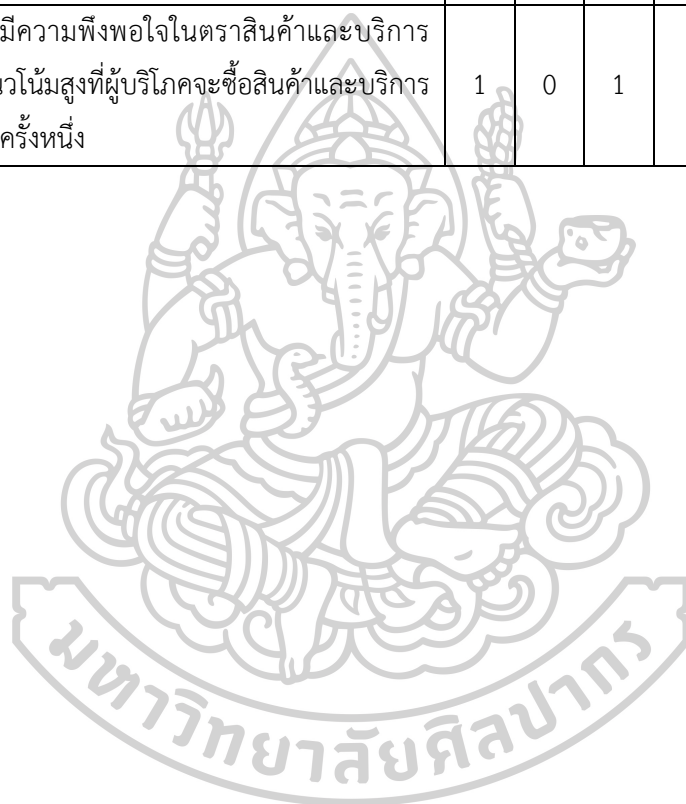 มีความพึงพอใจในตราสินค้าและบริการ
วโน้มสูงที่ผู้บริโภคจะซื้อสินค้าและบริการ 1 0 1
ครั้งหนึ่ง
มหาวิทยาลัยศิลปากร